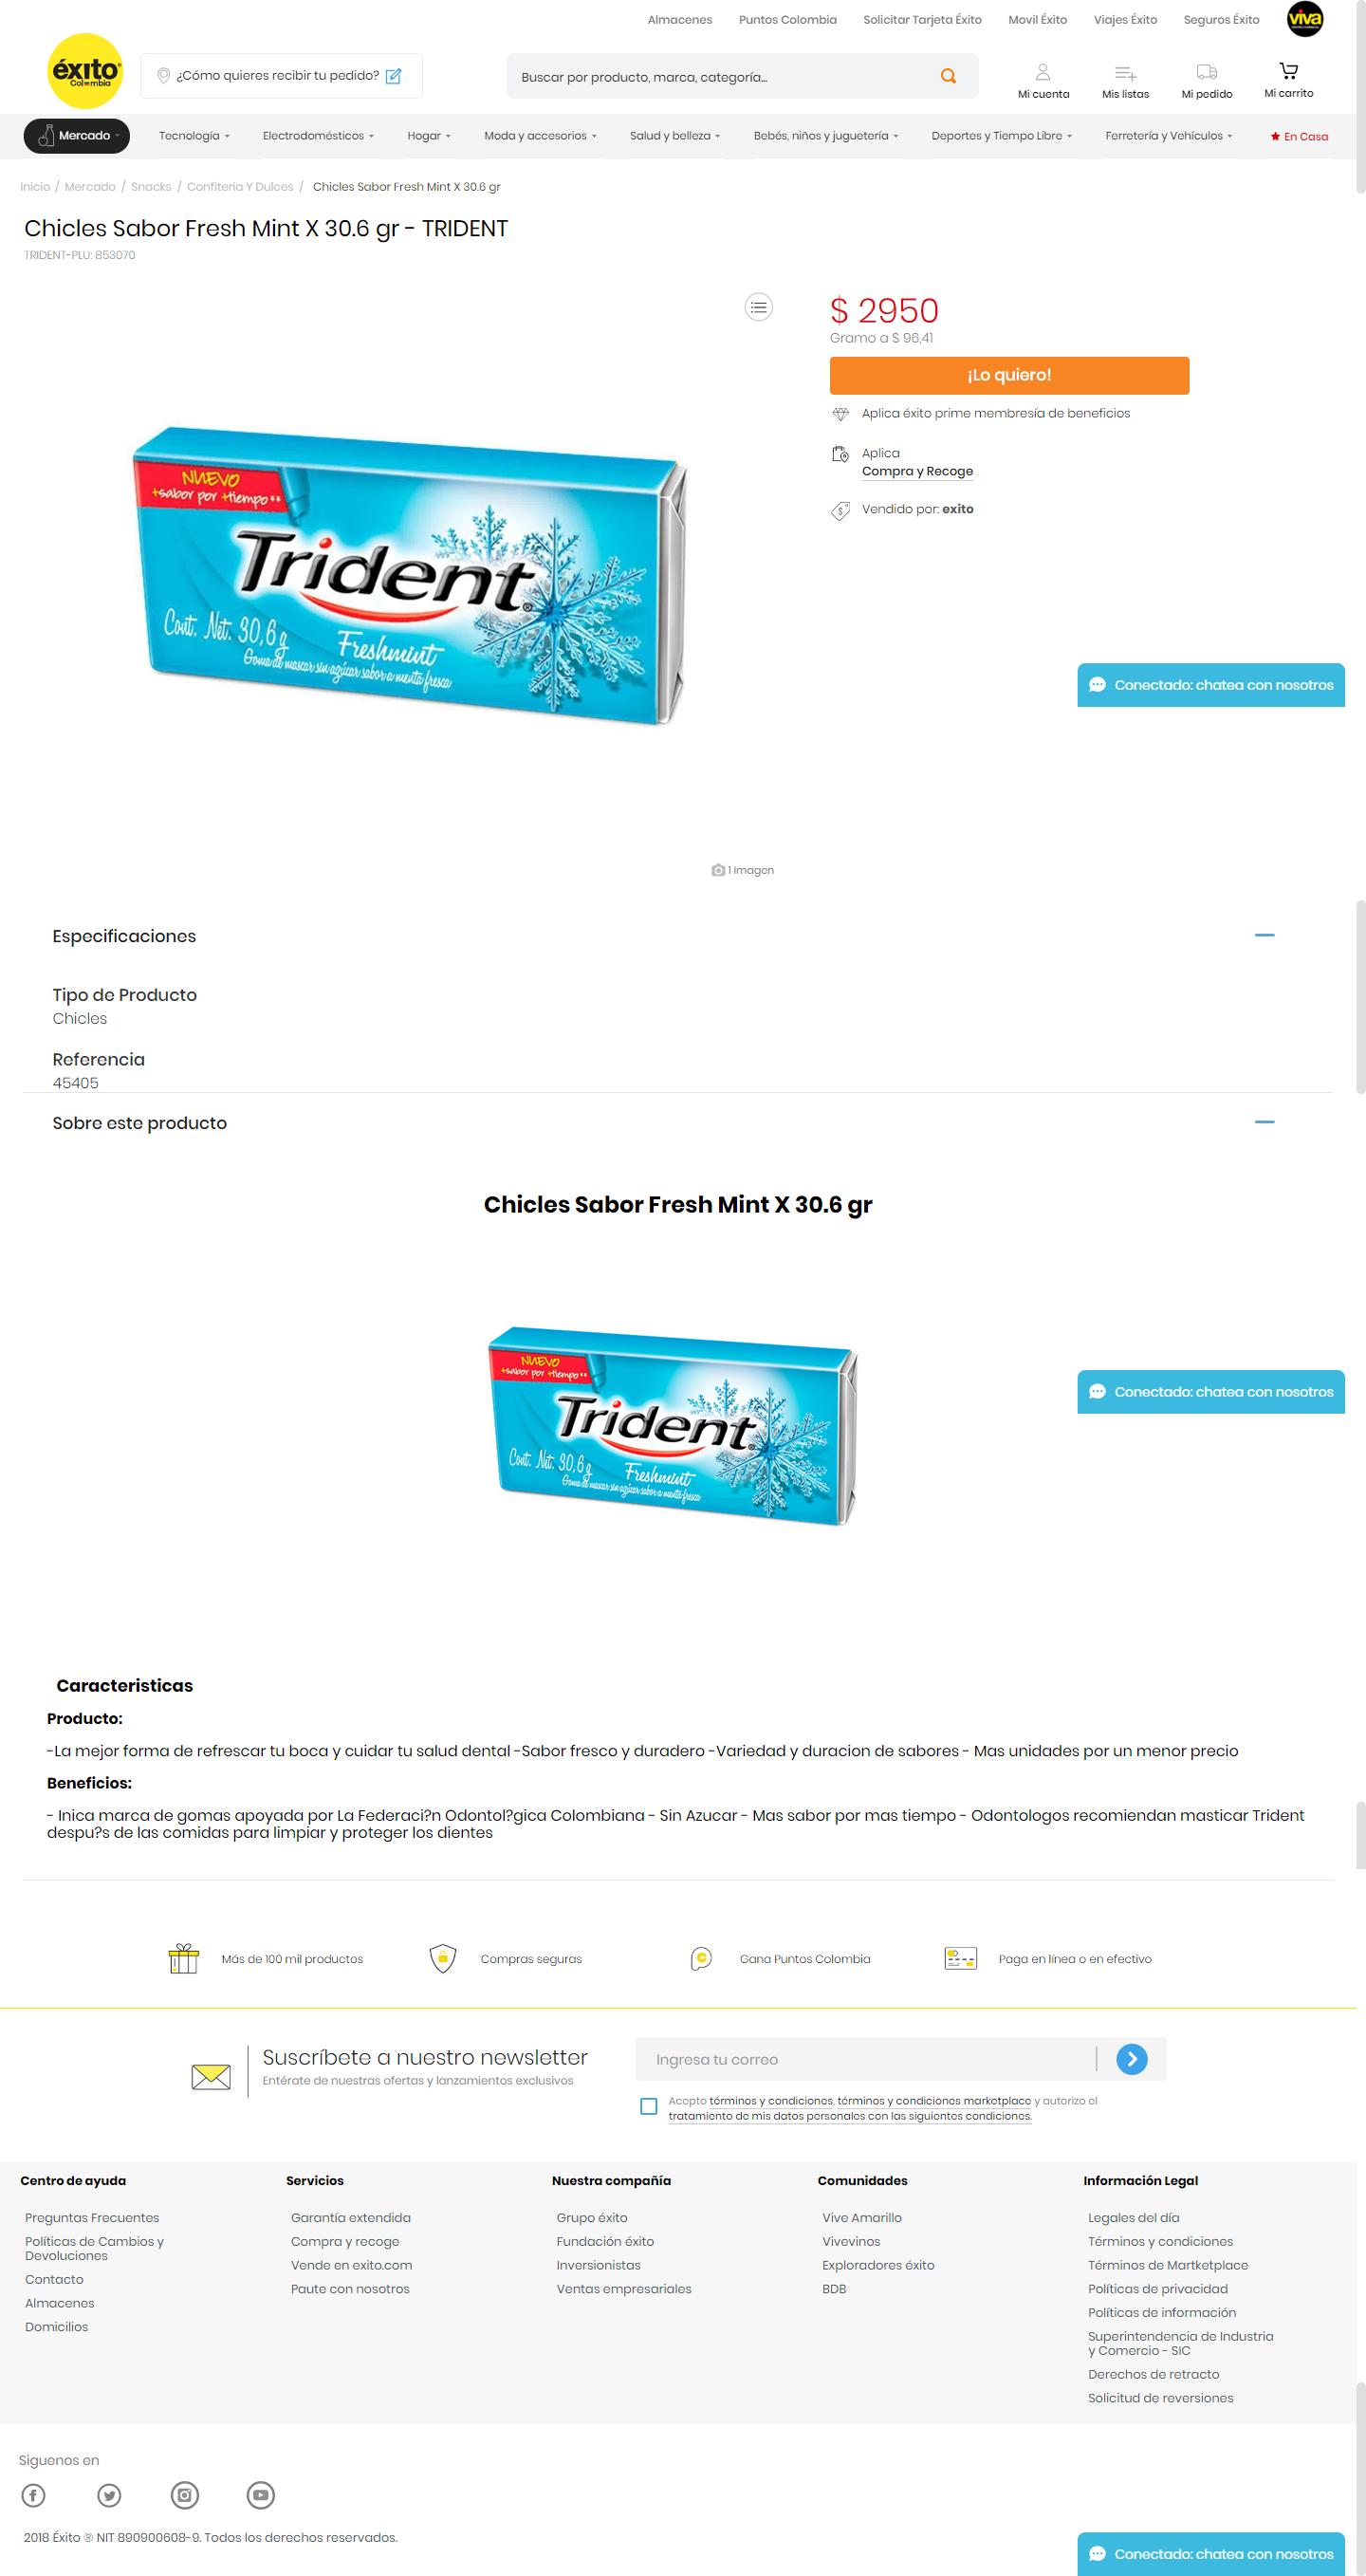 Almacenes Puntos Colombia Solicitar Tarjeta Éxito Movil Éxito Viajes Éxito Seguros Éxito viva
éxito
Colombia
¿Cómo quieres recibir tu pedido?
Buscar por producto, marca, categoría...
Mi cuenta Mis listas Mi pedido Mi carrito
Mercado Tecnología Electrodomésticos Hogar Moda y accesorios Salud y belleza Bebés, niños y juguetería Deportes y Tiempo Libre Ferretería y Vehículos En Casa
Inicio / Mercado / Snacks / Confiteria Y Dulces / Chicles Sabor Fresh Mint X 30.6 gr
Chicles Sabor Fresh Mint X 30.6 gr - TRIDENT
TRIDENT-PLU: 853070
$ 2950
Gramo a $ 96,41
¡Lo quiero!
Aplica éxito prime membresía de beneficios
Aplica
Compra y Recoge
Vendido por: exito
NUEVO
+sabor por +tiempo**
Trident®
Cont. Net. 30,6 g
Freshmint
Goma de mascar sin azúcar sabor a menta fresca
Conectado: chatea con nosotros
1 Imagen
Especificaciones
Tipo de Producto
Chicles
Referencia
45405
Sobre este producto
Chicles Sabor Fresh Mint X 30.6 gr
NUEVO
+sabor por +tiempo**
Trident®
Cont. Net. 30,6 g
Freshmint
Goma de mascar sin azúcar sabor a menta fresca
Conectado: chatea con nosotros
Caracteristicas
Producto:
-La mejor forma de refrescar tu boca y cuidar tu salud dental -Sabor fresco y duradero -Variedad y duracion de sabores - Mas unidades por un menor precio
Beneficios:
- Inica marca de gomas apoyada por La Federaci?n Odontol?gica Colombiana - Sin Azucar - Mas sabor por mas tiempo - Odontologos recomiendan masticar Trident
despu?s de las comidas para limpiar y proteger los dientes
Más de 100 mil productos Compras seguras Gana Puntos Colombia Paga en línea o en efectivo
Suscríbete a nuestro newsletter
Entérate de nuestras ofertas y lanzamientos exclusivos
Ingresa tu correo
Acepto términos y condiciones, términos y condiciones marketplace y autorizo el
tratamiento de mis datos personales con las siguientes condiciones.
Centro de ayuda
Preguntas Frecuentes
Políticas de Cambios y
Devoluciones
Contacto
Almacenes
Domicilios
Servicios
Garantía extendida
Compra y recoge
Vende en exito.com
Paute con nosotros
Nuestra compañía
Grupo éxito
Fundación éxito
Inversionistas
Ventas empresariales
Comunidades
Vive Amarillo
Vivevinos
Exploradores éxito
BDB
Información Legal
Legales del día
Términos y condiciones
Términos de Martketplace
Políticas de privacidad
Políticas de información
Superintendencia de Industria
y Comercio - SIC
Derechos de retracto
Solicitud de reversiones
Síguenos en
2018 Éxito ® NIT 890900608-9. Todos los derechos reservados.
Conectado: chatea con nosotros